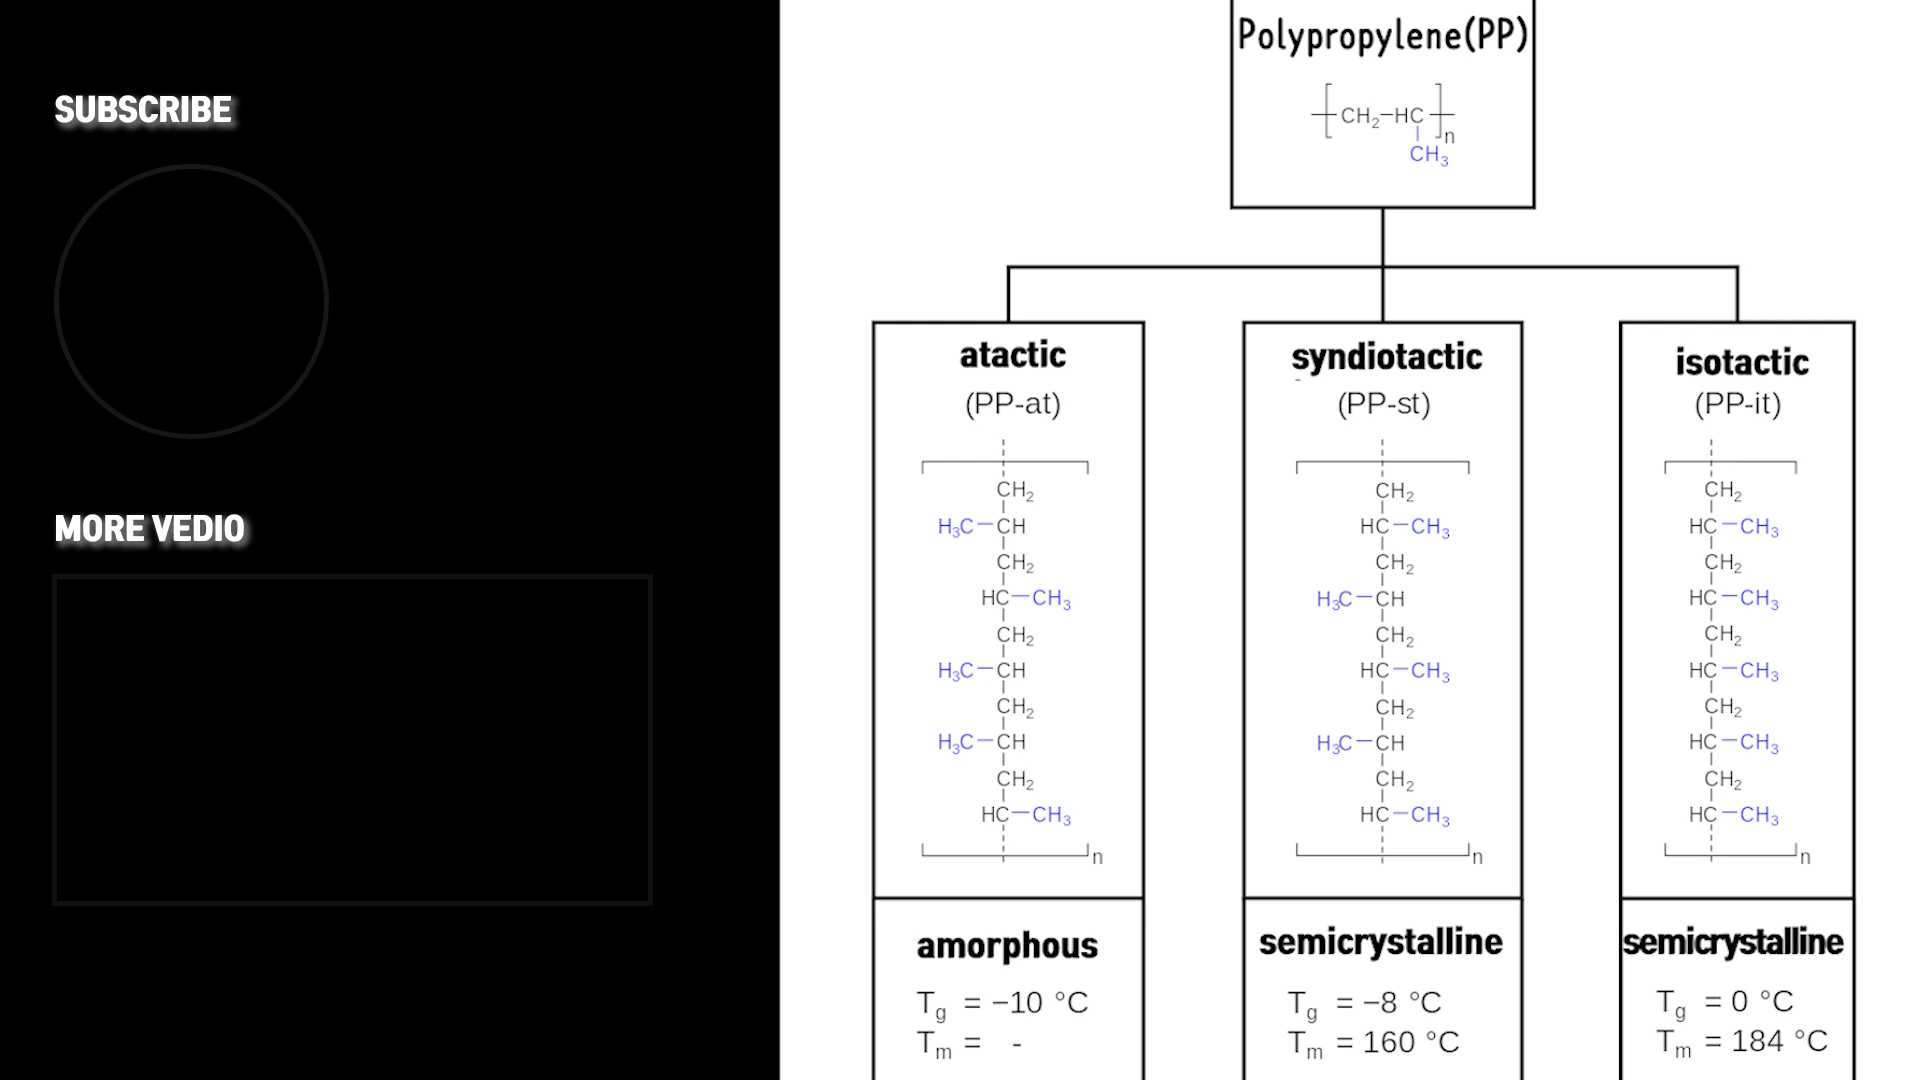 SUBSCRIBE
MORE VEDIO
Polypropylene(PP)
CH2 HC
n
CH3
atactic
(PP-at)
CH2
H3C CH
CH2
HC CH3
CH2
H3C CH
CH2
H3C CH
CH2
HC CH3
n
amorphous
Tg = −10 °C
Tm = -
syndiotactic
(PP-st)
CH2
HC CH3
CH2
H3C CH
CH2
HC CH3
CH2
H3C CH
CH2
HC CH3
n
semicrystalline
Tg = −8 °C
Tm = 160 °C
isotactic
(PP-it)
CH2
HC CH3
CH2
HC CH3
CH2
HC CH3
CH2
HC CH3
CH2
HC CH3
n
semicrystalline
Tg = 0 °C
Tm = 184 °C